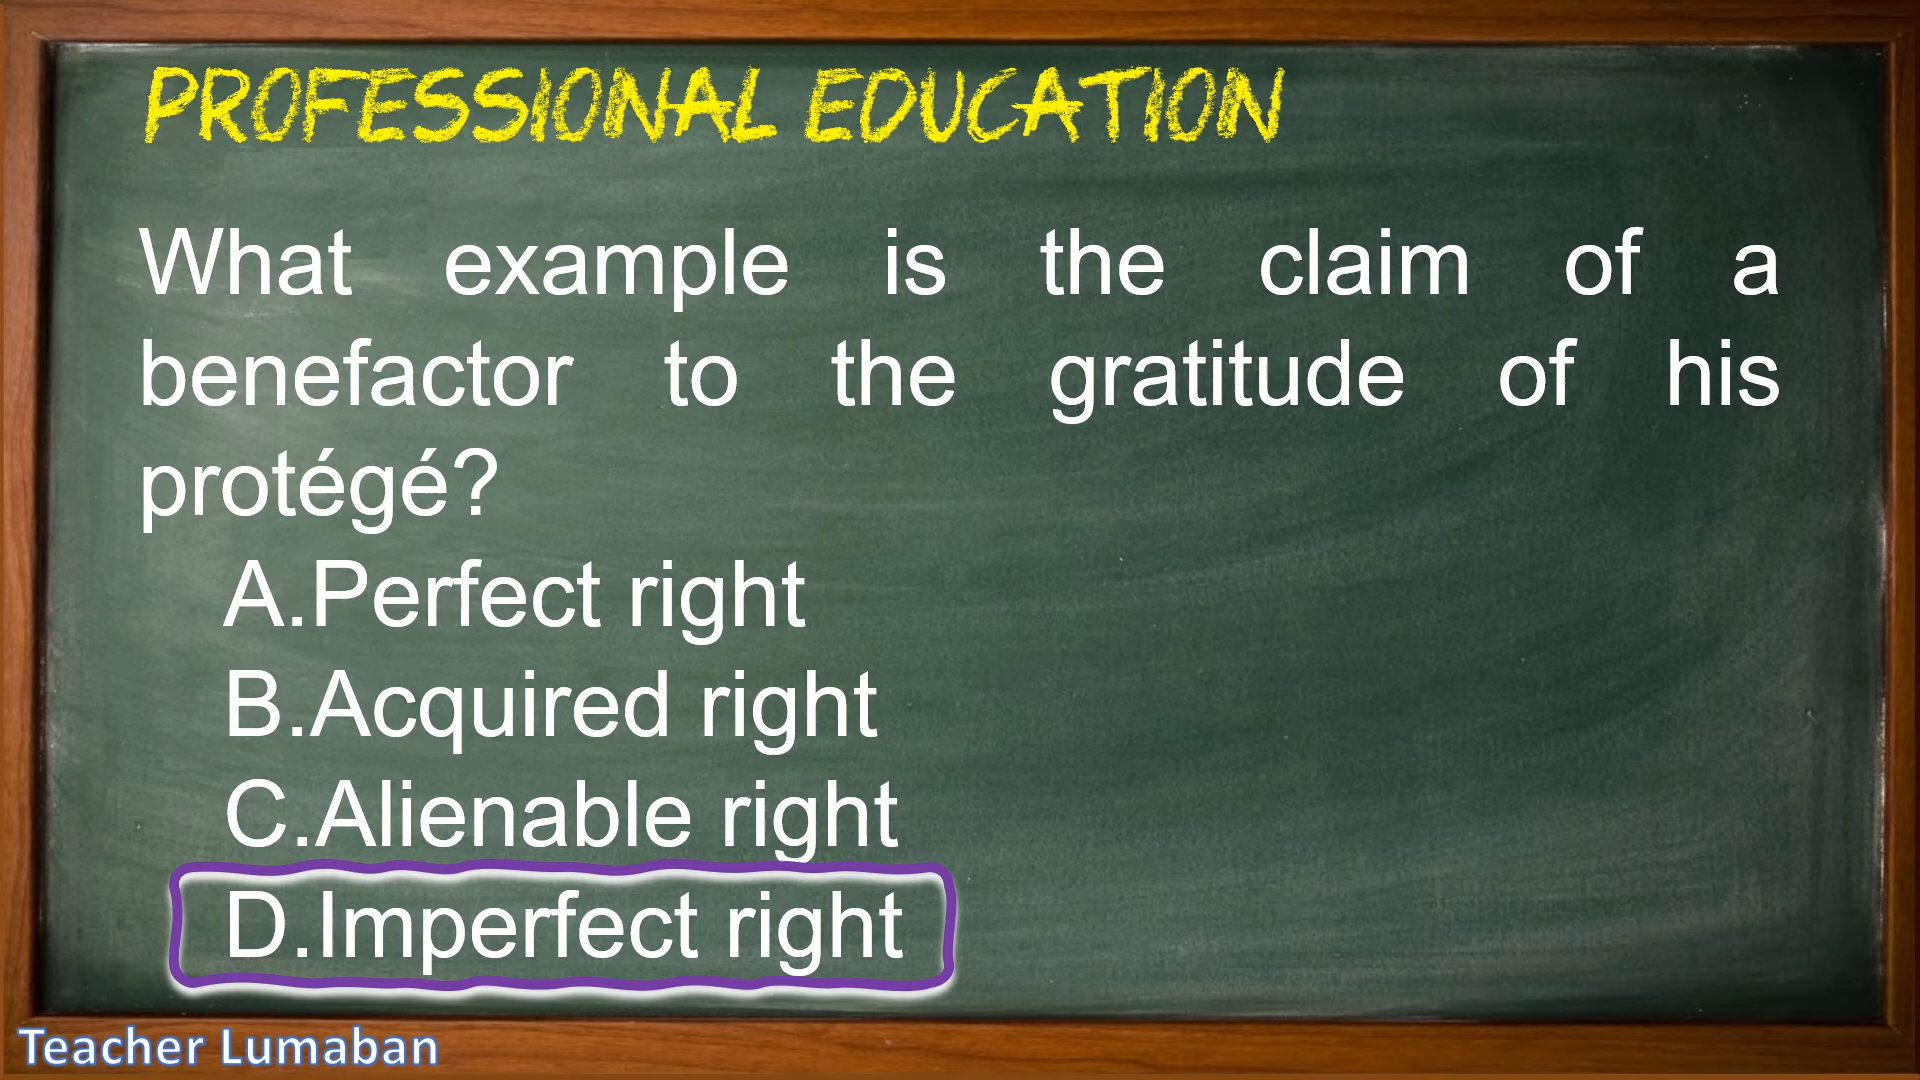 PROFESSIONAL EDUCATION
What example is the claim of a
benefactor to the gratitude of his
protégé?
A.Perfect right
B.Acquired right
C.Alienable right
D.Imperfect right
Teacher Lumaban